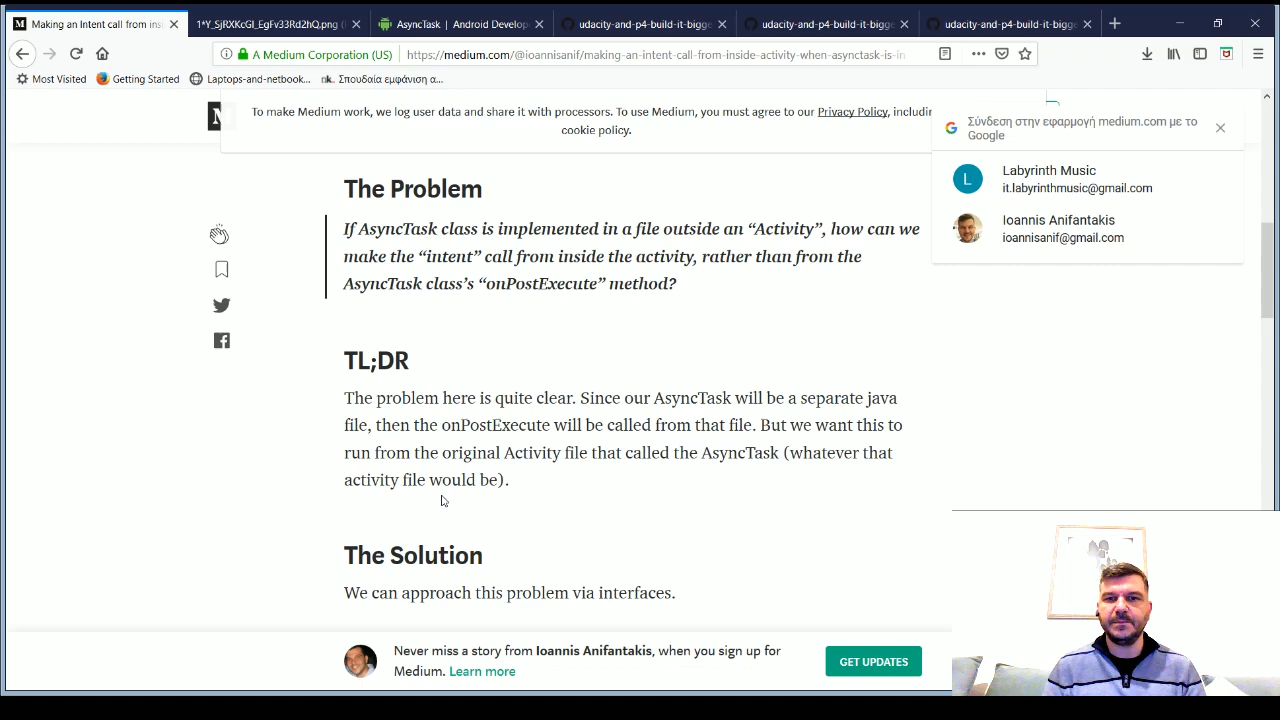 Making an Intent call from insi
1*Y_SjRXKcGI_EgFv33Rd2hQ.png (
AsyncTask | Android Develop
udacity-and-p4-build-it-bigge
udacity-and-p4-build-it-bigge
udacity-and-p4-build-it-bigge
A Medium Corporation (US)
https://medium.com/@ioannisanif/making-an-intent-call-from-inside-activity-when-asynctask-is-in
Most Visited
Getting Started
Laptops-and-netbook...
nk.
Σπουδαία εμφάνιση α...
M
To make Medium work, we log user data and share it with processors. To use Medium, you must agree to our Privacy Policy, includin
cookie policy.
Σύνδεση στην εφαρμογή medium.com με το
Google
L
Labyrinth Music
it.labyrinthmusic@gmail.com
Ioannis Anifantakis
ioannisanif@gmail.com
The Problem
If AsyncTask class is implemented in a file outside an “Activity”, how can we
make the “intent” call from inside the activity, rather than from the
AsyncTask class’s “onPostExecute” method?
TL;DR
The problem here is quite clear. Since our AsyncTask will be a separate java
file, then the onPostExecute will be called from that file. But we want this to
run from the original Activity file that called the AsyncTask (whatever that
activity file would be).
The Solution
We can approach this problem via interfaces.
Never miss a story from Ioannis Anifantakis, when you sign up for
Medium. Learn more
GET UPDATES